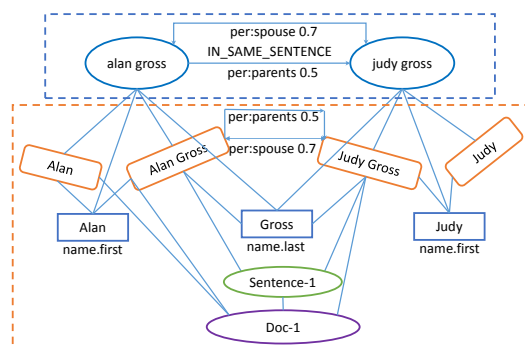 per:spouse 0.7
alan gross
IN_SAME_SENTENCE
judy gross
per:parents 0.5
per:parents 0.5
Alan
Alan Gross
per:spouse 0.7
Judy Gross
Judy
Alan
Gross
Judy
name.first
name.last
name.first
Sentence-1
Doc-1